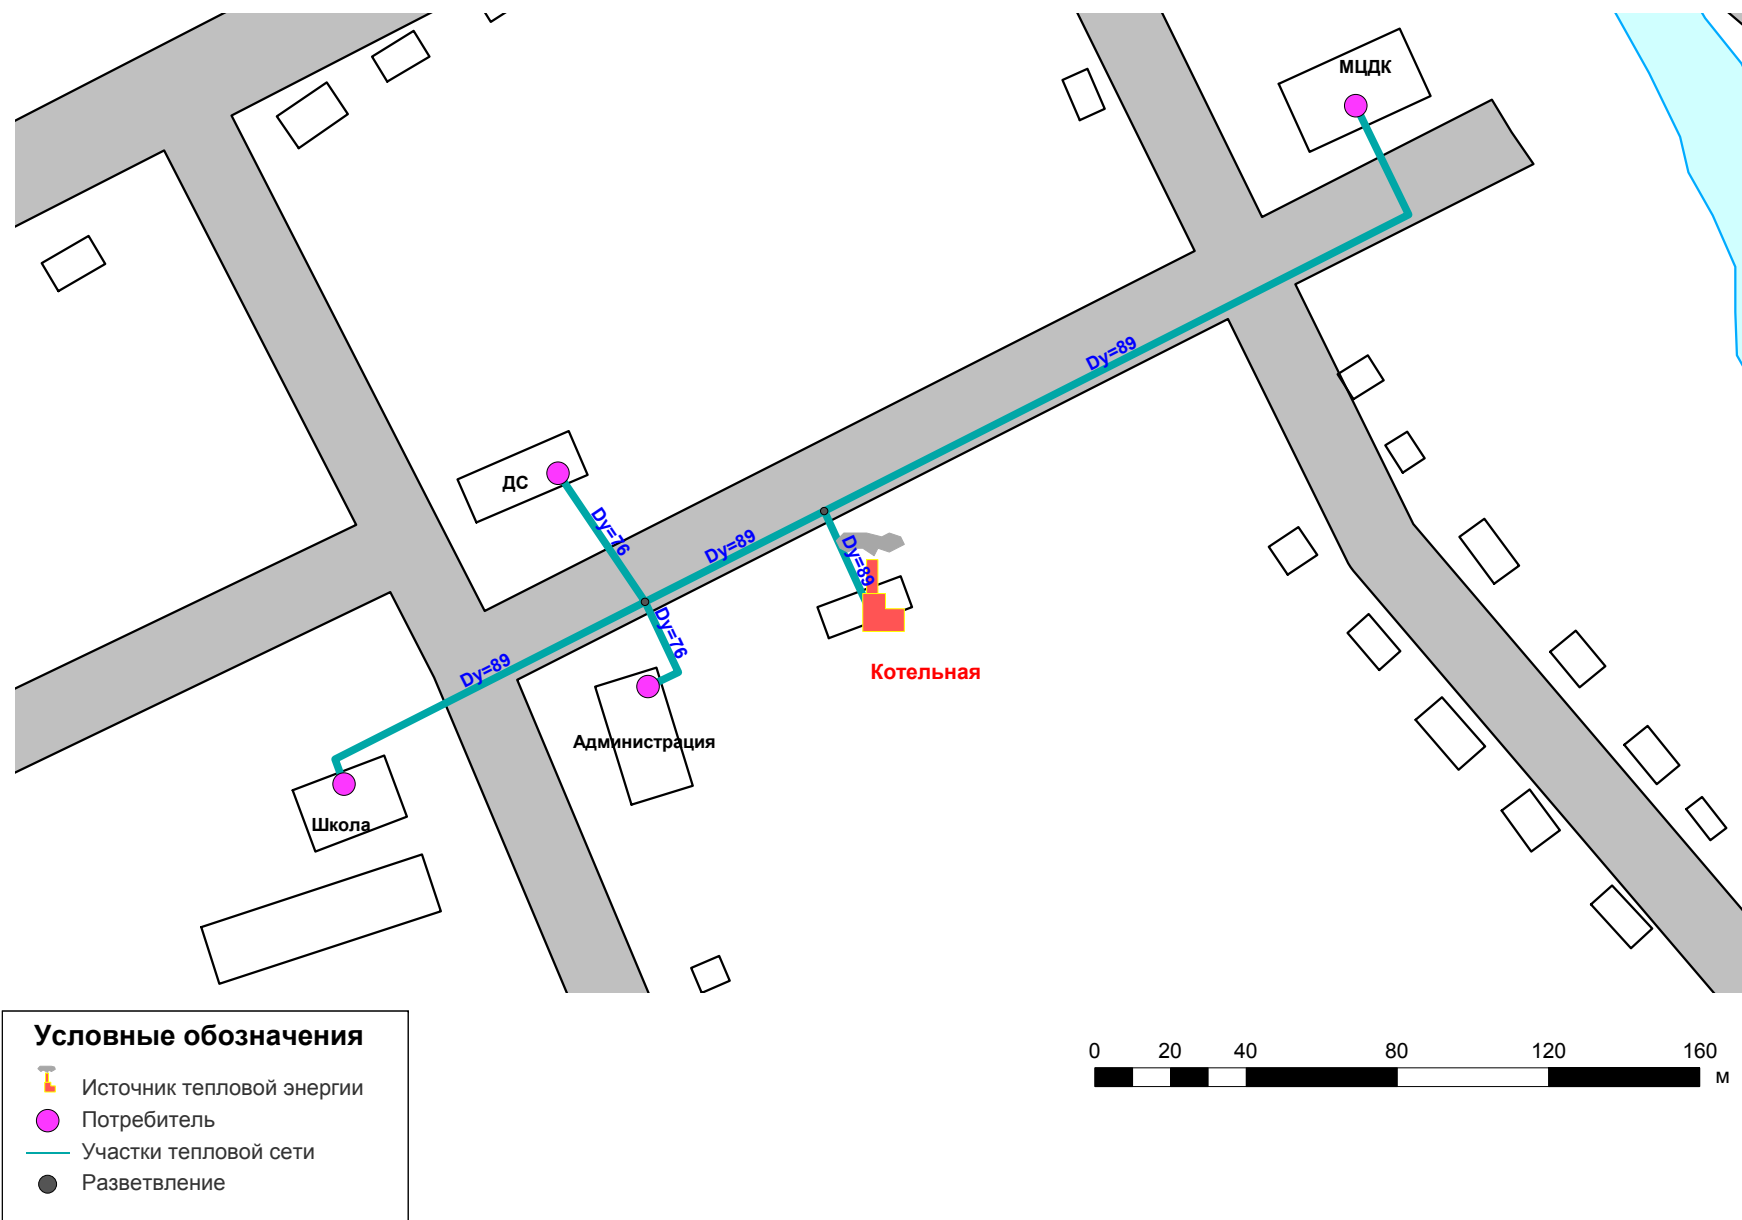 МЦДК
Dy=89
ДС
Dy=76
Dy=89
Dy=89
Dy=76
Dy=89
Котельная
Администрация
Школа
Условные обозначения
Источник тепловой энергии
Потребитель
Участки тепловой сети
Разветвление
0 20 40 80 120 160
м